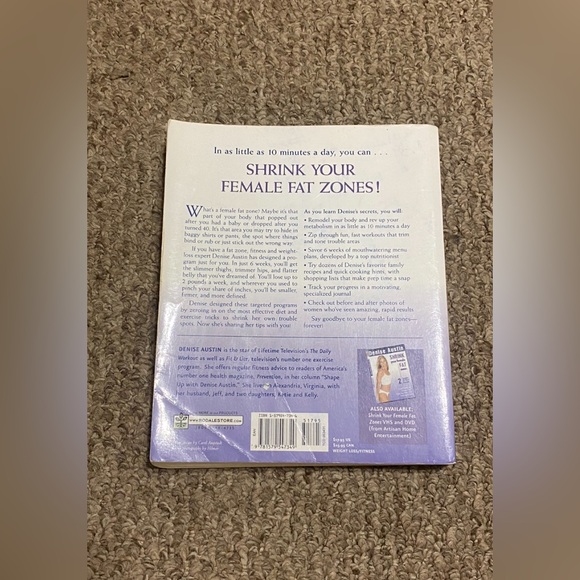 In as little as 10 minutes a day, you can . . .
SHRINK YOUR
FEMALE FAT ZONES!
What's a female fat zone? Maybe it's that
part of your body that popped out
after you had a baby or dropped after you
turned 40. It's that area you may try to hide in
baggy shirts or pants, the spot where things
bind or rub or just stick out the wrong way.
If you have a fat zone, fitness and weight-
loss expert Denise Austin has designed a pro-
gram just for you. In just 6 weeks, you'll get
the slimmer thighs, trimmer hips, and flatter
belly that you've dreamed of. You'll lose up to
2 pounds a week, and wherever you used to
pinch your share of inches, you'll be smaller,
firmer, and more defined.
Denise designed these targeted programs
by zeroing in on the most effective diet and
exercise tricks to shrink her own trouble
spots. Now she's sharing her tips with you!
As you learn Denise's secrets, you will:
• Remodel your body and rev up your
metabolism in as little as 10 minutes a day
• Zip through fun, fast workouts that trim
and tone trouble areas
• Savor 6 weeks of mouthwatering menu
plans, developed by a top nutritionist
• Try dozens of Denise's favorite family
recipes and quick cooking hints, with
shopping lists that make prep time a snap
• Track your progress in a motivating,
specialized journal
• Check out before and after photos of
women who've seen amazing, rapid results
Say goodbye to your female fat zones—
forever!
DENISE AUSTIN is the star of Lifetime Television's The Daily
Workout as well as Fit & Lite, television's number one exercise
program. She offers regular fitness advice to readers of America's
number one health magazine, Prevention, in her column "Shape
Up with Denise Austin." She lives in Alexandria, Virginia, with
her husband, Jeff, and two daughters, Katie and Kelly.
Denise Austin
SHRINK
FAT
2
ALSO AVAILABLE:
Shrink Your Female Fat
Zones VHS and DVD
(from Artisan Home
Entertainment)
www.RODALESTORE.com
ISBN 1-57954-734-6
51795
9 781579 547349
$17.95 US
WEIGHT LOSS/FITNESS